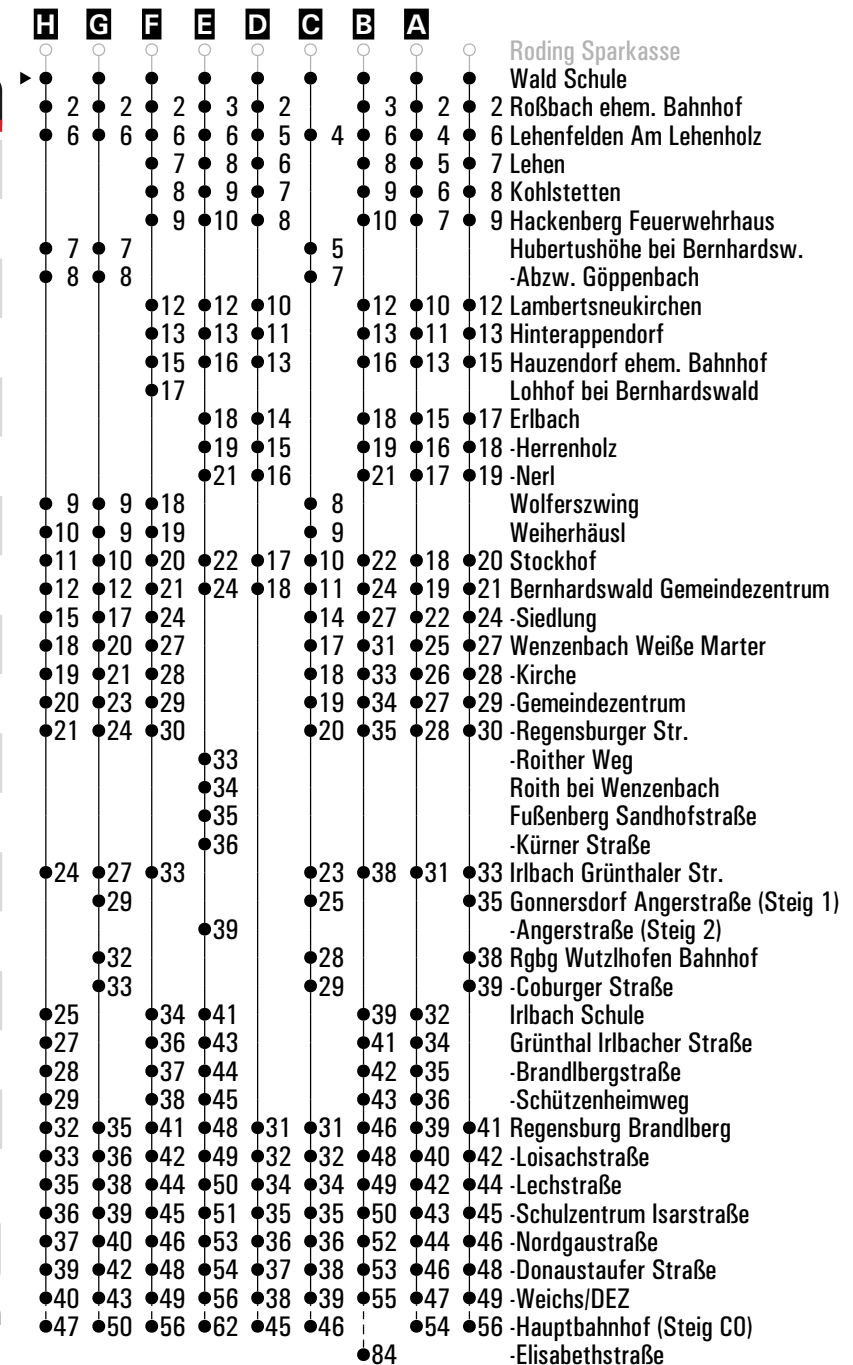 H G F E D C B A
Roding Sparkasse
Wald Schule
2 2 2 3 2 3 2 2 Roßbach ehem. Bahnhof
6 6 6 6 5 4 6 4 6 Lehenfelden Am Lehenholz
7 8 6 8 5 7 Lehen
8 9 7 9 6 8 Kohlstetten
9 10 8 10 7 9 Hackenberg Feuerwehrhaus
7 7 5 Hubertushöhe bei Bernhardsw.
8 8 7 -Abzw. Göppenbach
12 12 10 12 10 12 Lambertsneukirchen
13 13 11 13 11 13 Hinterappendorf
15 16 13 16 13 15 Hauzendorf ehem. Bahnhof
17 Lohhof bei Bernhardswald
18 14 18 15 17 Erlbach
19 15 19 16 18 -Herrenholz
21 16 21 17 19 -Nerl
9 9 18 8 Wolferszwing
10 9 19 9 Weiherhäusl
11 10 20 22 17 10 22 18 20 Stockhof
12 12 21 24 18 11 24 19 21 Bernhardswald Gemeindezentrum
15 17 24 14 27 22 24 -Siedlung
18 20 27 17 31 25 27 Wenzenbach Weiße Marter
19 21 28 18 33 26 28 -Kirche
20 23 29 19 34 27 29 -Gemeindezentrum
21 24 30 20 35 28 30 -Regensburger Str.
33 -Roither Weg
34 Roith bei Wenzenbach
35 Fußenberg Sandhofstraße
36 -Kürner Straße
24 27 33 23 38 31 33 Irlbach Grünthaler Str.
29 25 35 Gonnersdorf Angerstraße (Steig 1)
39 -Angerstraße (Steig 2)
32 28 38 Rgbg Wutzlhofen Bahnhof
33 29 39 -Coburger Straße
25 34 41 39 32 Irlbach Schule
27 36 43 41 34 Grünthal Irlbacher Straße
28 37 44 42 35 -Brandlbergstraße
29 38 45 43 36 -Schützenheimweg
32 35 41 48 31 31 46 39 41 Regensburg Brandlberg
33 36 42 49 32 32 48 40 42 -Loisachstraße
35 38 44 50 34 34 49 42 44 -Lechstraße
36 39 45 51 35 35 50 43 45 -Schulzentrum Isarstraße
37 40 46 53 36 36 52 44 46 -Nordgaustraße
39 42 48 54 37 38 53 46 48 -Donaustaufer Straße
40 43 49 56 38 39 55 47 49 -Weichs/DEZ
47 50 56 62 45 46 54 56 -Hauptbahnhof (Steig C0)
84 -Elisabethstraße